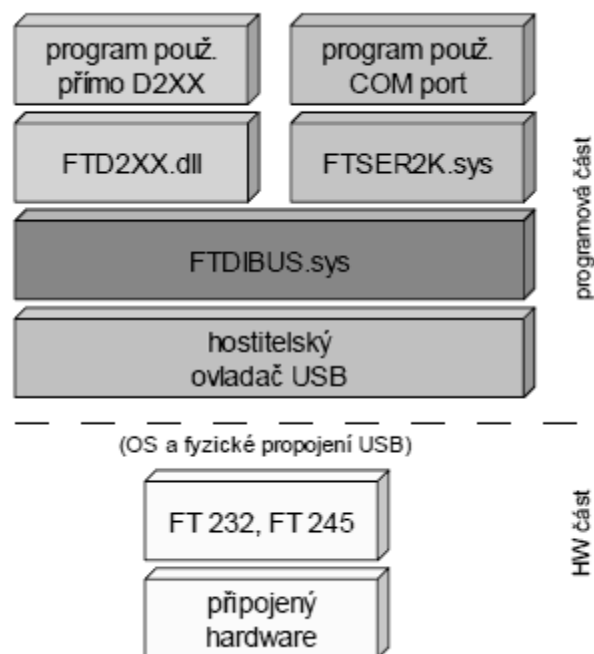 program použ.
přímo D2XX
program použ.
COM port
FTD2XX.dll
FTSER2K.sys
FTDIBUS.sys
hostitelský
ovladač USB
programová část
(OS a fyzické propojení USB)
FT 232, FT 245
připojený
hardware
HW část